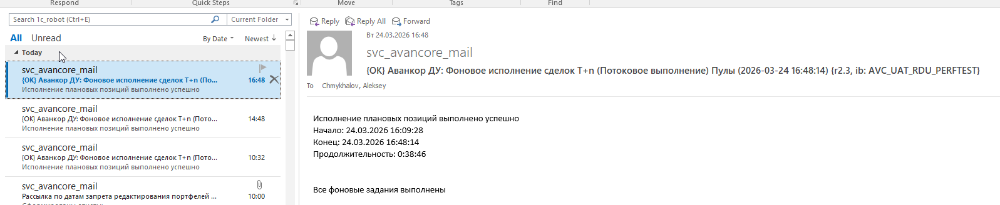 Respond
Quick Steps
Move
Tags
Find
Search 1c_robot (Ctrl+E)
Current Folder
All Unread
By Date Newest
Today
svc_avancore_mail
{ОК} Аванкор ДУ: Фоновое исполнение сделок Т+n (По... 16:48
Исполнение плановых позиций выполнено успешно
svc_avancore_mail
{ОК} Аванкор ДУ: Фоновое исполнение сделок Т+n (Пото... 14:48
Исполнение плановых позиций выполнено успешно
svc_avancore_mail
{ОК} Аванкор ДУ: Фоновое исполнение сделок Т+n (Пото... 10:32
Исполнение плановых позиций выполнено успешно
svc_avancore_mail
Рассылка по датам запрета редактирования портфелей ... 10:00
Reply Reply All Forward
Вт 24.03.2026 16:48
svc_avancore_mail
{ОК} Аванкор ДУ: Фоновое исполнение сделок Т+n (Потоковое выполнение) Пулы (2026-03-24 16:48:14) {r2.3, ib: AVC_UAT_RDU_PERFTEST}
To Chmykhalov, Aleksey
Исполнение плановых позиций выполнено успешно
Начало: 24.03.2026 16:09:28
Конец: 24.03.2026 16:48:14
Продолжительность: 0:38:46
Все фоновые задания выполнены